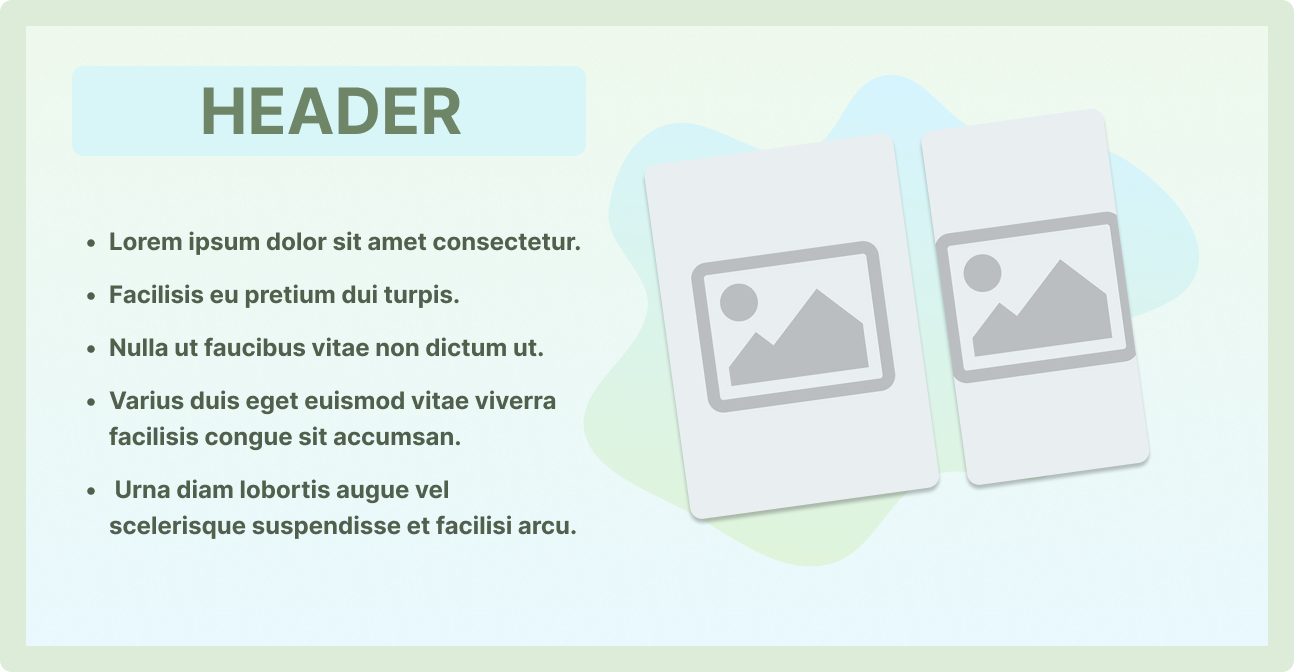 HEADER
• Lorem ipsum dolor sit amet consectetur.
• Facilisis eu pretium dui turpis.
• Nulla ut faucibus vitae non dictum ut.
• Varius duis eget euismod vitae viverra
facilisis congue sit accumsan.
• Urna diam lobortis augue vel
scelerisque suspendisse et facilisi arcu.